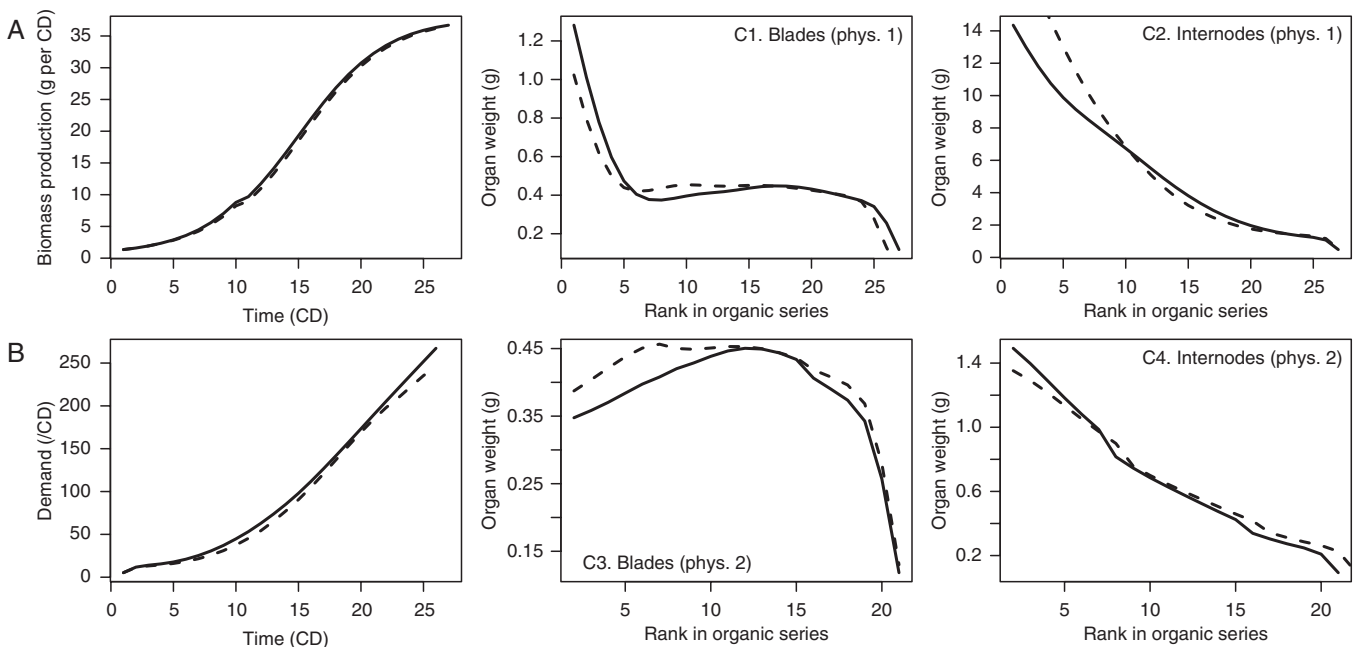 A
Biomass production (g per CD)
35
30
25
20
15
10
5
0
0 5 10 15 20 25
Time (CD)
C1. Blades (phys. 1)
Organ weight (g)
1.2
1.0
0.8
0.6
0.4
0.2
0 5 10 15 20 25
Rank in organic series
C2. Internodes (phys. 1)
Organ weight (g)
14
12
10
8
6
4
2
0
0 5 10 15 20 25
Rank in organic series
B
Demand (/CD)
250
200
150
100
50
0
0 5 10 15 20 25
Time (CD)
C3. Blades (phys. 2)
Organ weight (g)
0.45
0.35
0.25
0.15
5 10 15 20
Rank in organic series
C4. Internodes (phys. 2)
Organ weight (g)
1.4
1.0
0.6
0.2
5 10 15 20
Rank in organic series